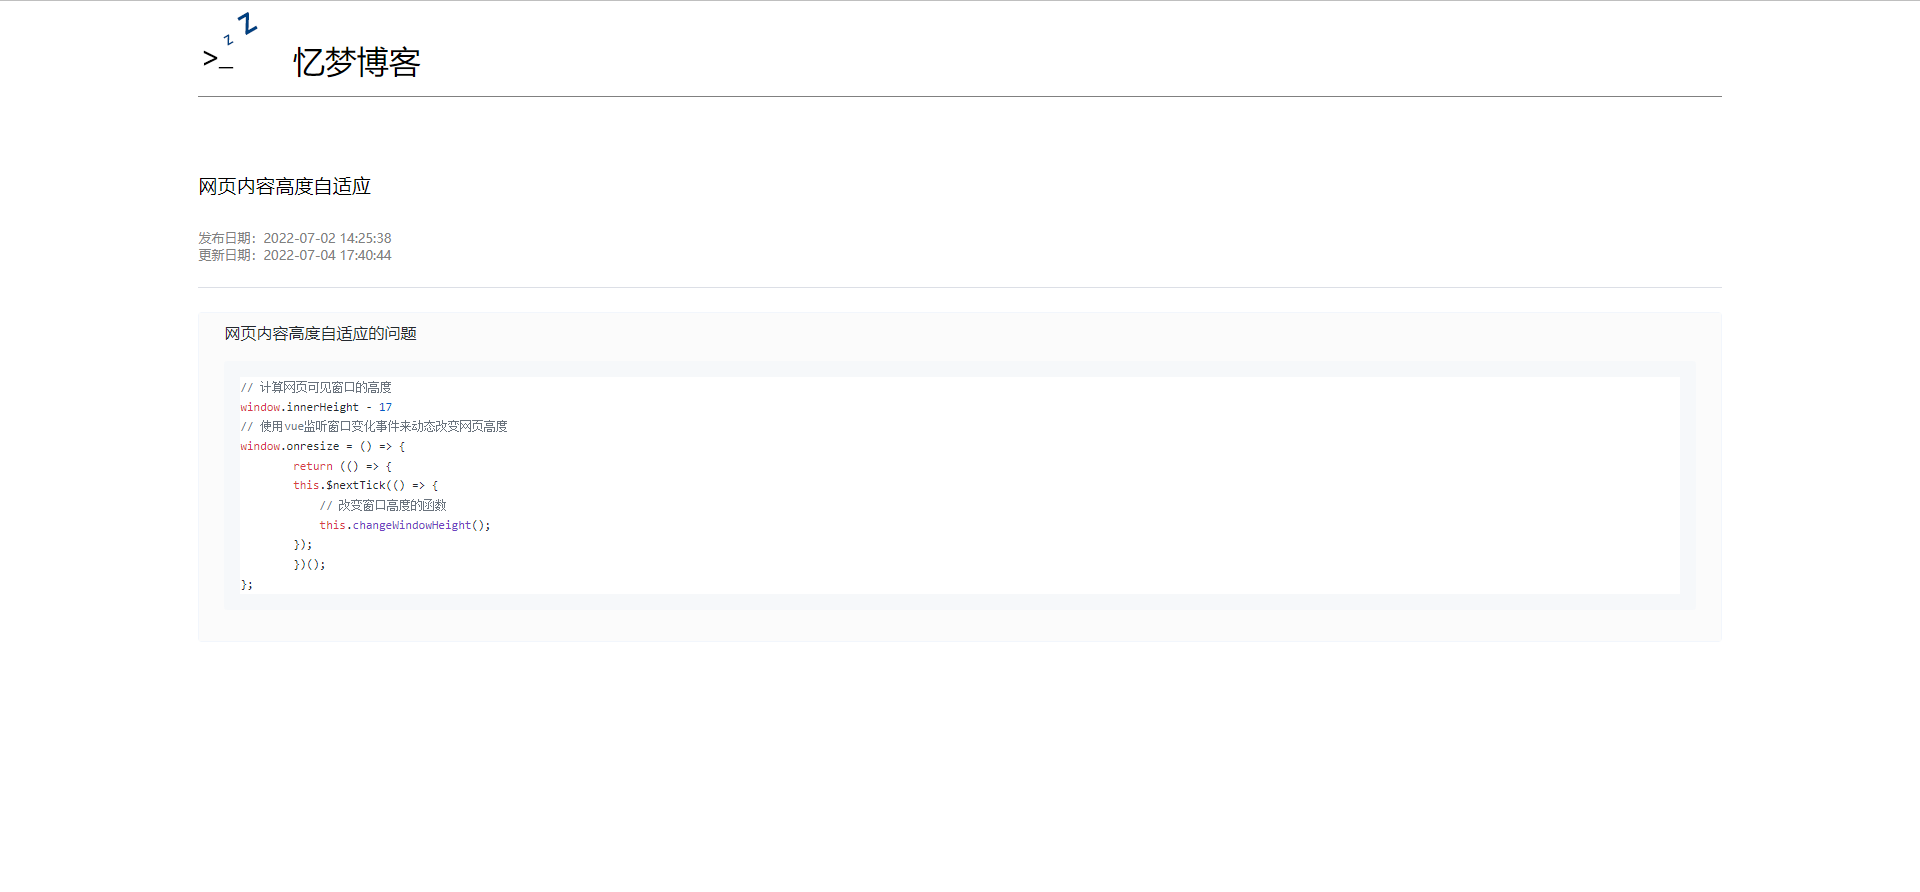 >_ z Z
忆梦博客
网页内容高度自适应
发布日期：2022-07-02 14:25:38
更新日期：2022-07-04 17:40:44
网页内容高度自适应的问题
// 计算网页可见窗口的高度
window.innerHeight - 17
// 使用vue监听窗口变化事件来动态改变网页高度
window.onresize = () => {
        return (() => {
        this.$nextTick(() => {
            // 改变窗口高度的函数
            this.changeWindowHeight();
        });
        })();
};